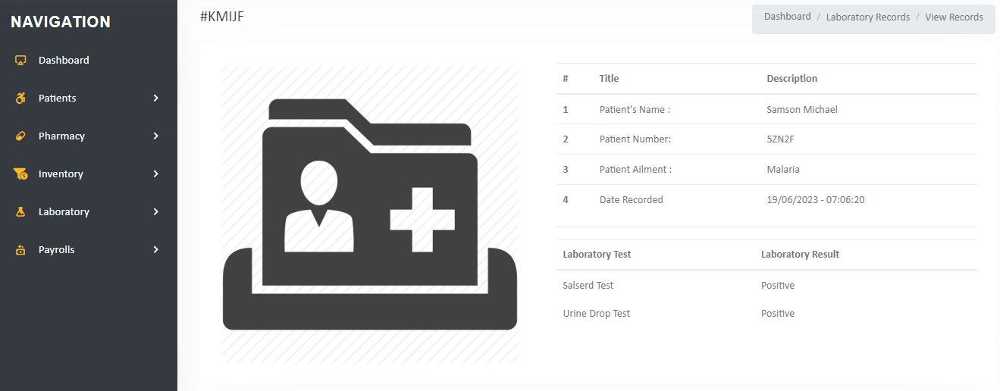 NAVIGATION
Dashboard
Patients
Pharmacy
Inventory
Laboratory
Payrolls
#KMIJF
Dashboard / Laboratory Records / View Records
# Title Description
1 Patient's Name : Samson Michael
2 Patient Number: 5ZN2F
3 Patient Ailment : Malaria
4 Date Recorded 19/06/2023 - 07:06:20
Laboratory Test Laboratory Result
Salserd Test Positive
Urine Drop Test Positive